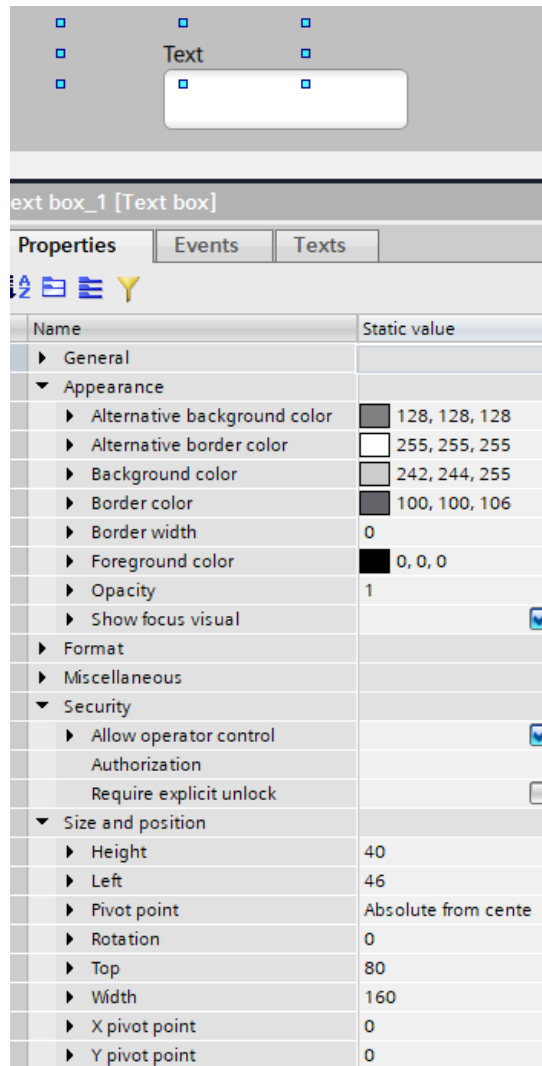 Text
ext box_1 [Text box]
Properties Events Texts
Name Static value
General
Appearance
Alternative background color 128, 128, 128
Alternative border color 255, 255, 255
Background color 242, 244, 255
Border color 100, 100, 106
Border width 0
Foreground color 0, 0, 0
Opacity 1
Show focus visual
Format
Miscellaneous
Security
Allow operator control
Authorization
Require explicit unlock
Size and position
Height 40
Left 46
Pivot point Absolute from cente
Rotation 0
Top 80
Width 160
X pivot point 0
Y pivot point 0